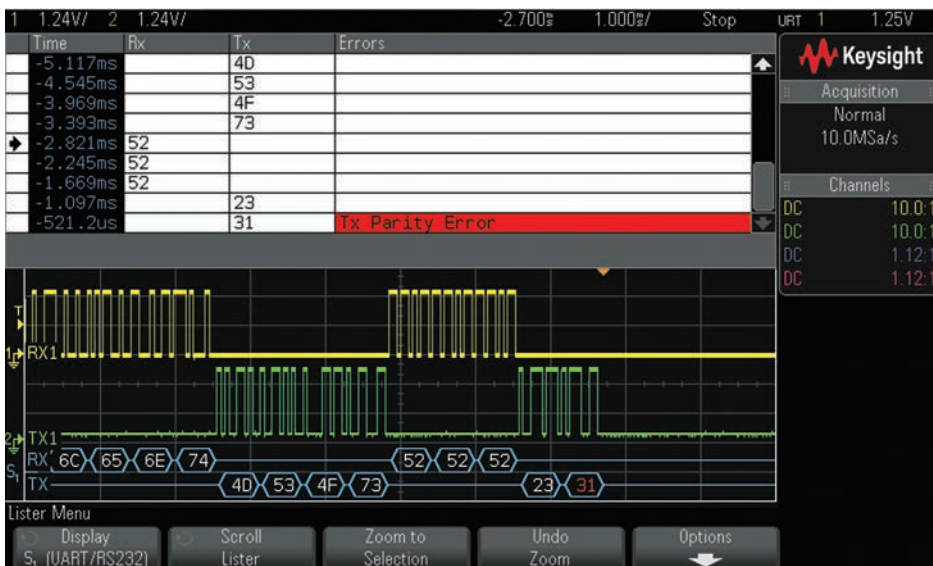 1 1.24V/ 2 1.24V/ -2.700s 1.000s/ Stop URT 1 1.25V
Time Rx Tx Errors
-5.117ms 4D
-4.545ms 53
-3.969ms 4F
-3.393ms 73
-2.821ms 52
-2.245ms 52
-1.669ms 52
-1.097ms 23
-521.2us 31 Tx Parity Error
Keysight
Acquisition
Normal
10.0MSa/s
Channels
DC 10.0:1
DC 10.0:1
DC 1.12:1
DC 1.12:1
T
1 RX1
2 TX1
S1 RX 6C 65 6E 74 52 52 52
TX 4D 53 4F 73 23 31
Lister Menu
Display
S1 (UART/RS232)
Scroll
Lister
Zoom to
Selection
Undo
Zoom
Options